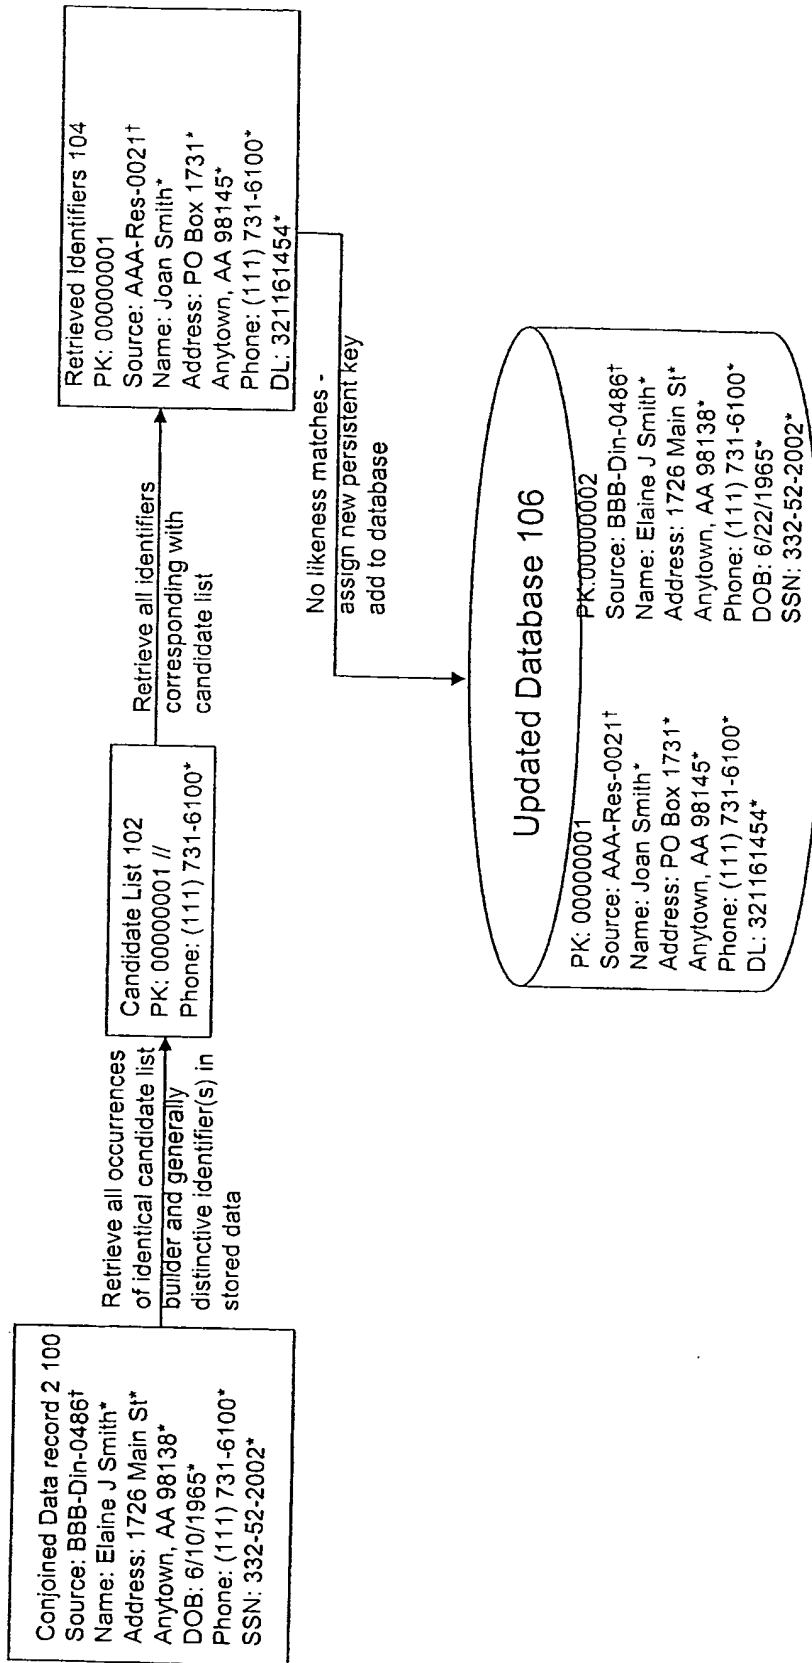 Conjoined Data record 2 100
Source: BBB-Din-0486†
Name: Elaine J Smith*
Address: 1726 Main St*
Anytown, AA 98138*
DOB: 6/10/1965*
Phone: (111) 731-6100*
SSN: 332-52-2002*
Retrieve all occurrences
of identical candidate list
builder and generally
distinctive identifier(s) in
stored data
Candidate List 102
PK: 00000001 //
Phone: (111) 731-6100*
Retrieve all identifiers
corresponding with
candidate list
Retrieved Identifiers 104
PK: 00000001
Source: AAA-Res-0021†
Name: Joan Smith*
Address: PO Box 1731*
Anytown, AA 98145*
Phone: (111) 731-6100*
DL: 321161454*
No likeness matches -
assign new persistent key
add to database
Updated Database 106
PK: 00000001
Source: AAA-Res-0021†
Name: Joan Smith*
Address: PO Box 1731*
Anytown, AA 98145*
Phone: (111) 731-6100*
DL: 321161454*
PK:00000002
Source: BBB-Din-0486†
Name: Elaine J Smith*
Address: 1726 Main St*
Anytown, AA 98138*
Phone: (111) 731-6100*
DOB: 6/22/1965*
SSN: 332-52-2002*